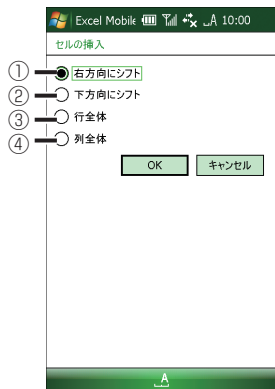 Excel Mobile A 10:00
セルの挿入
① 右方向にシフト
② 下方向にシフト
③ 行全体
④ 列全体
OK キャンセル
A